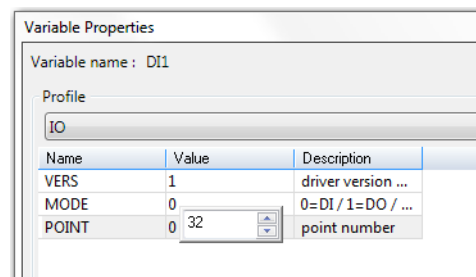 Variable Properties
Variable name : DI1
Profile
IO
Name Value Description
VERS 1 driver version ...
MODE 0 0=DI / 1=DO / ...
POINT 0 32 point number